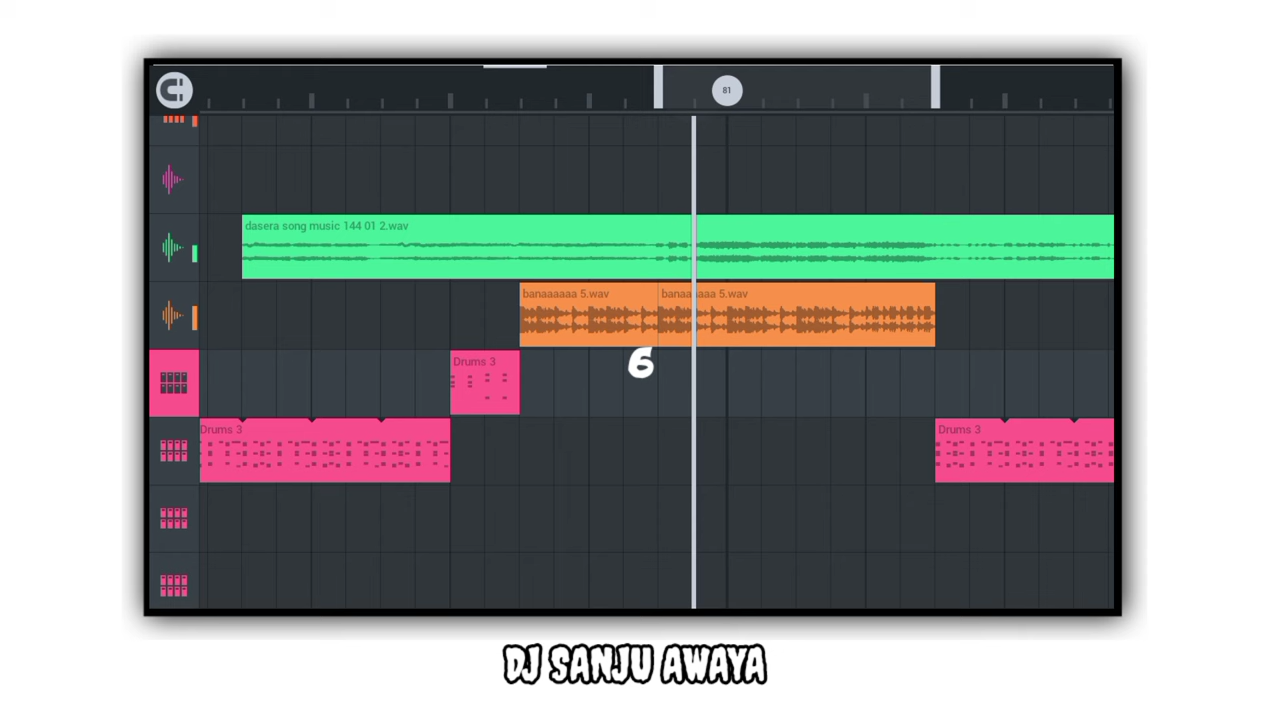 81
dasera song music 144 01 2.wav
banaaaaaa 5.wav
banaaaaaa 5.wav
6
Drums 3
Drums 3
Drums 3
DJ SANJU AWAYA